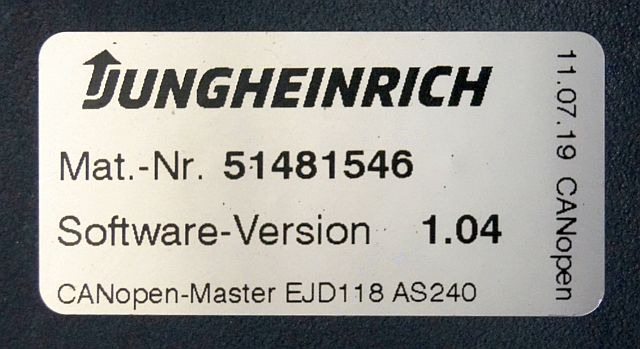 JUNGHEINRICH
Mat.-Nr. 51481546
Software-Version 1.04
CANopen-Master EJD118 AS240
11.07.19 CANopen